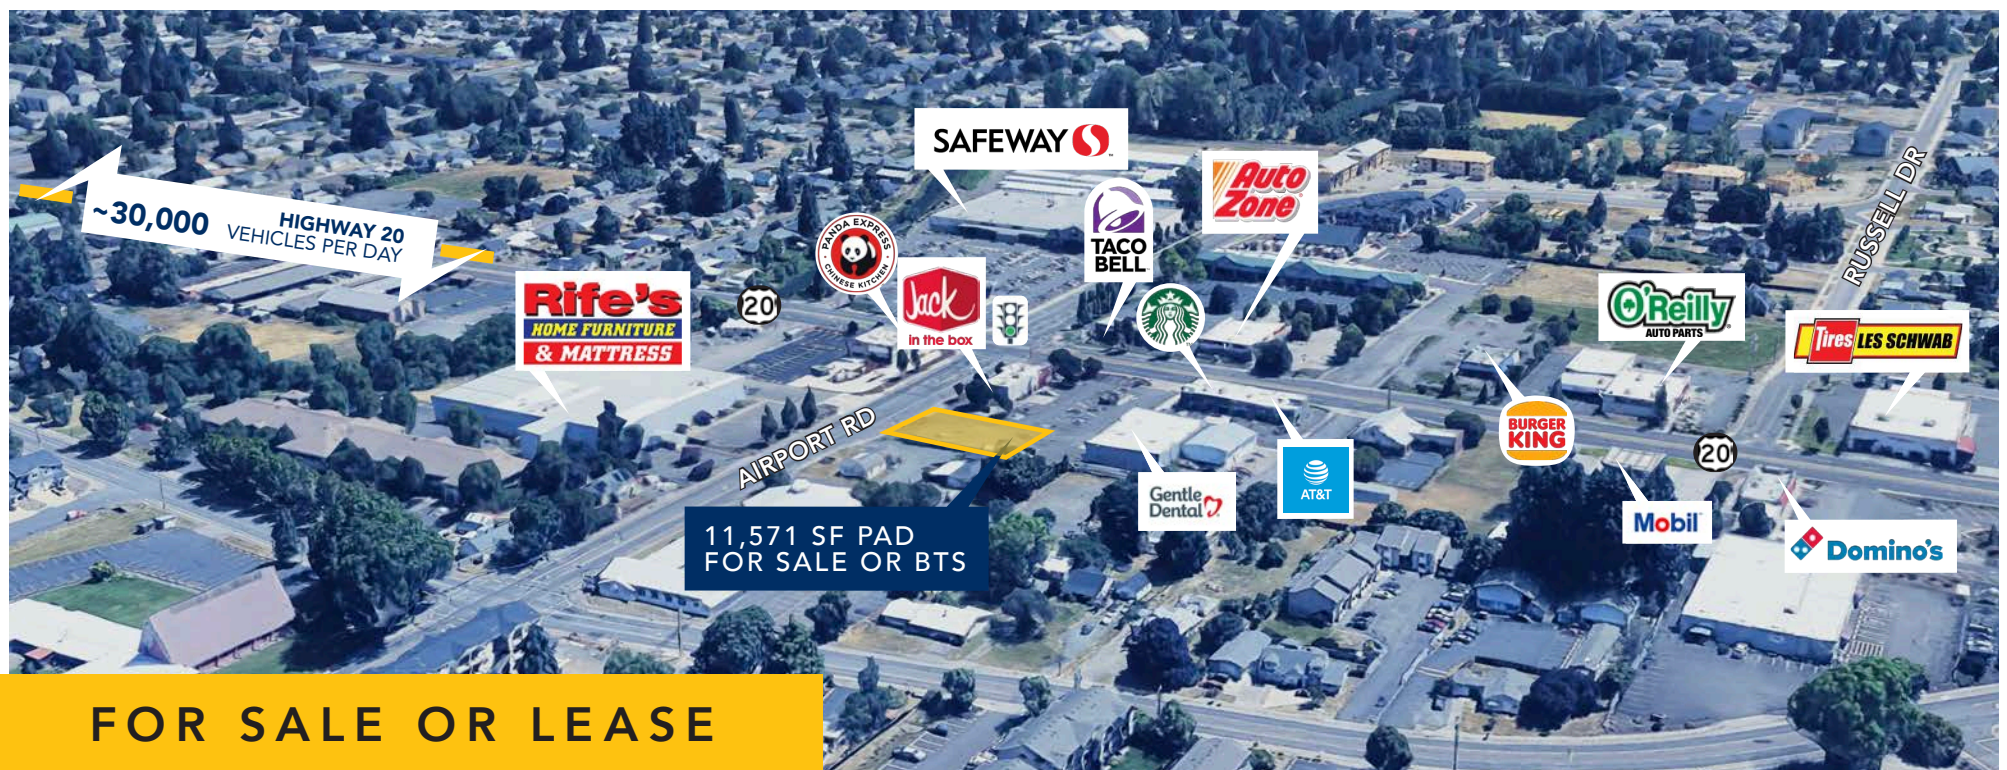 SAFEWAY
Auto
Zone
RUSSELL DR
~30,000
HIGHWAY 20
VEHICLES PER DAY
PANDA EXPRESS
CHINESE KITCHEN
TACO
BELL
Rife's
HOME FURNITURE
& MATTRESS
20
Jack
in the box
O'Reilly
AUTO PARTS
Tires LES SCHWAB
AIRPORT RD
BURGER
KING
20
AT&T
Gentle
Dental
Mobil
Domino's
11,571 SF PAD
FOR SALE OR BTS
FOR SALE OR LEASE